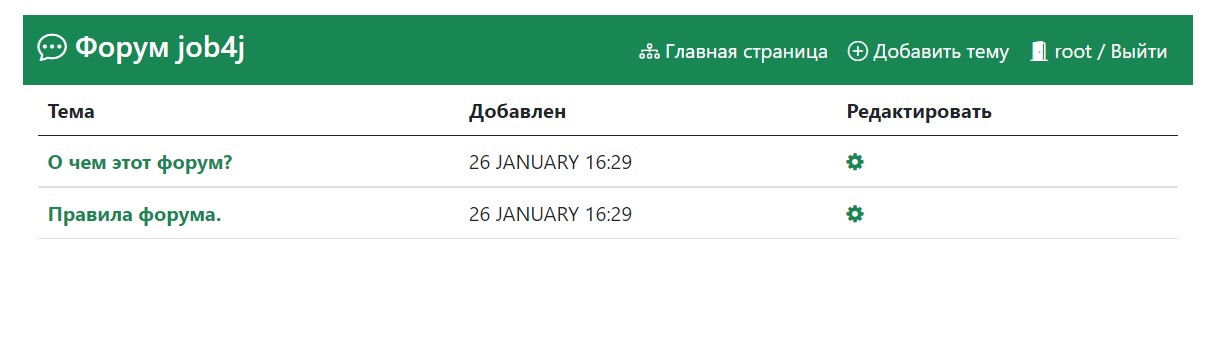 Форум job4j
Главная страница Добавить тему root / Выйти
Тема Добавлен Редактировать
О чем этот форум? 26 JANUARY 16:29
Правила форума. 26 JANUARY 16:29